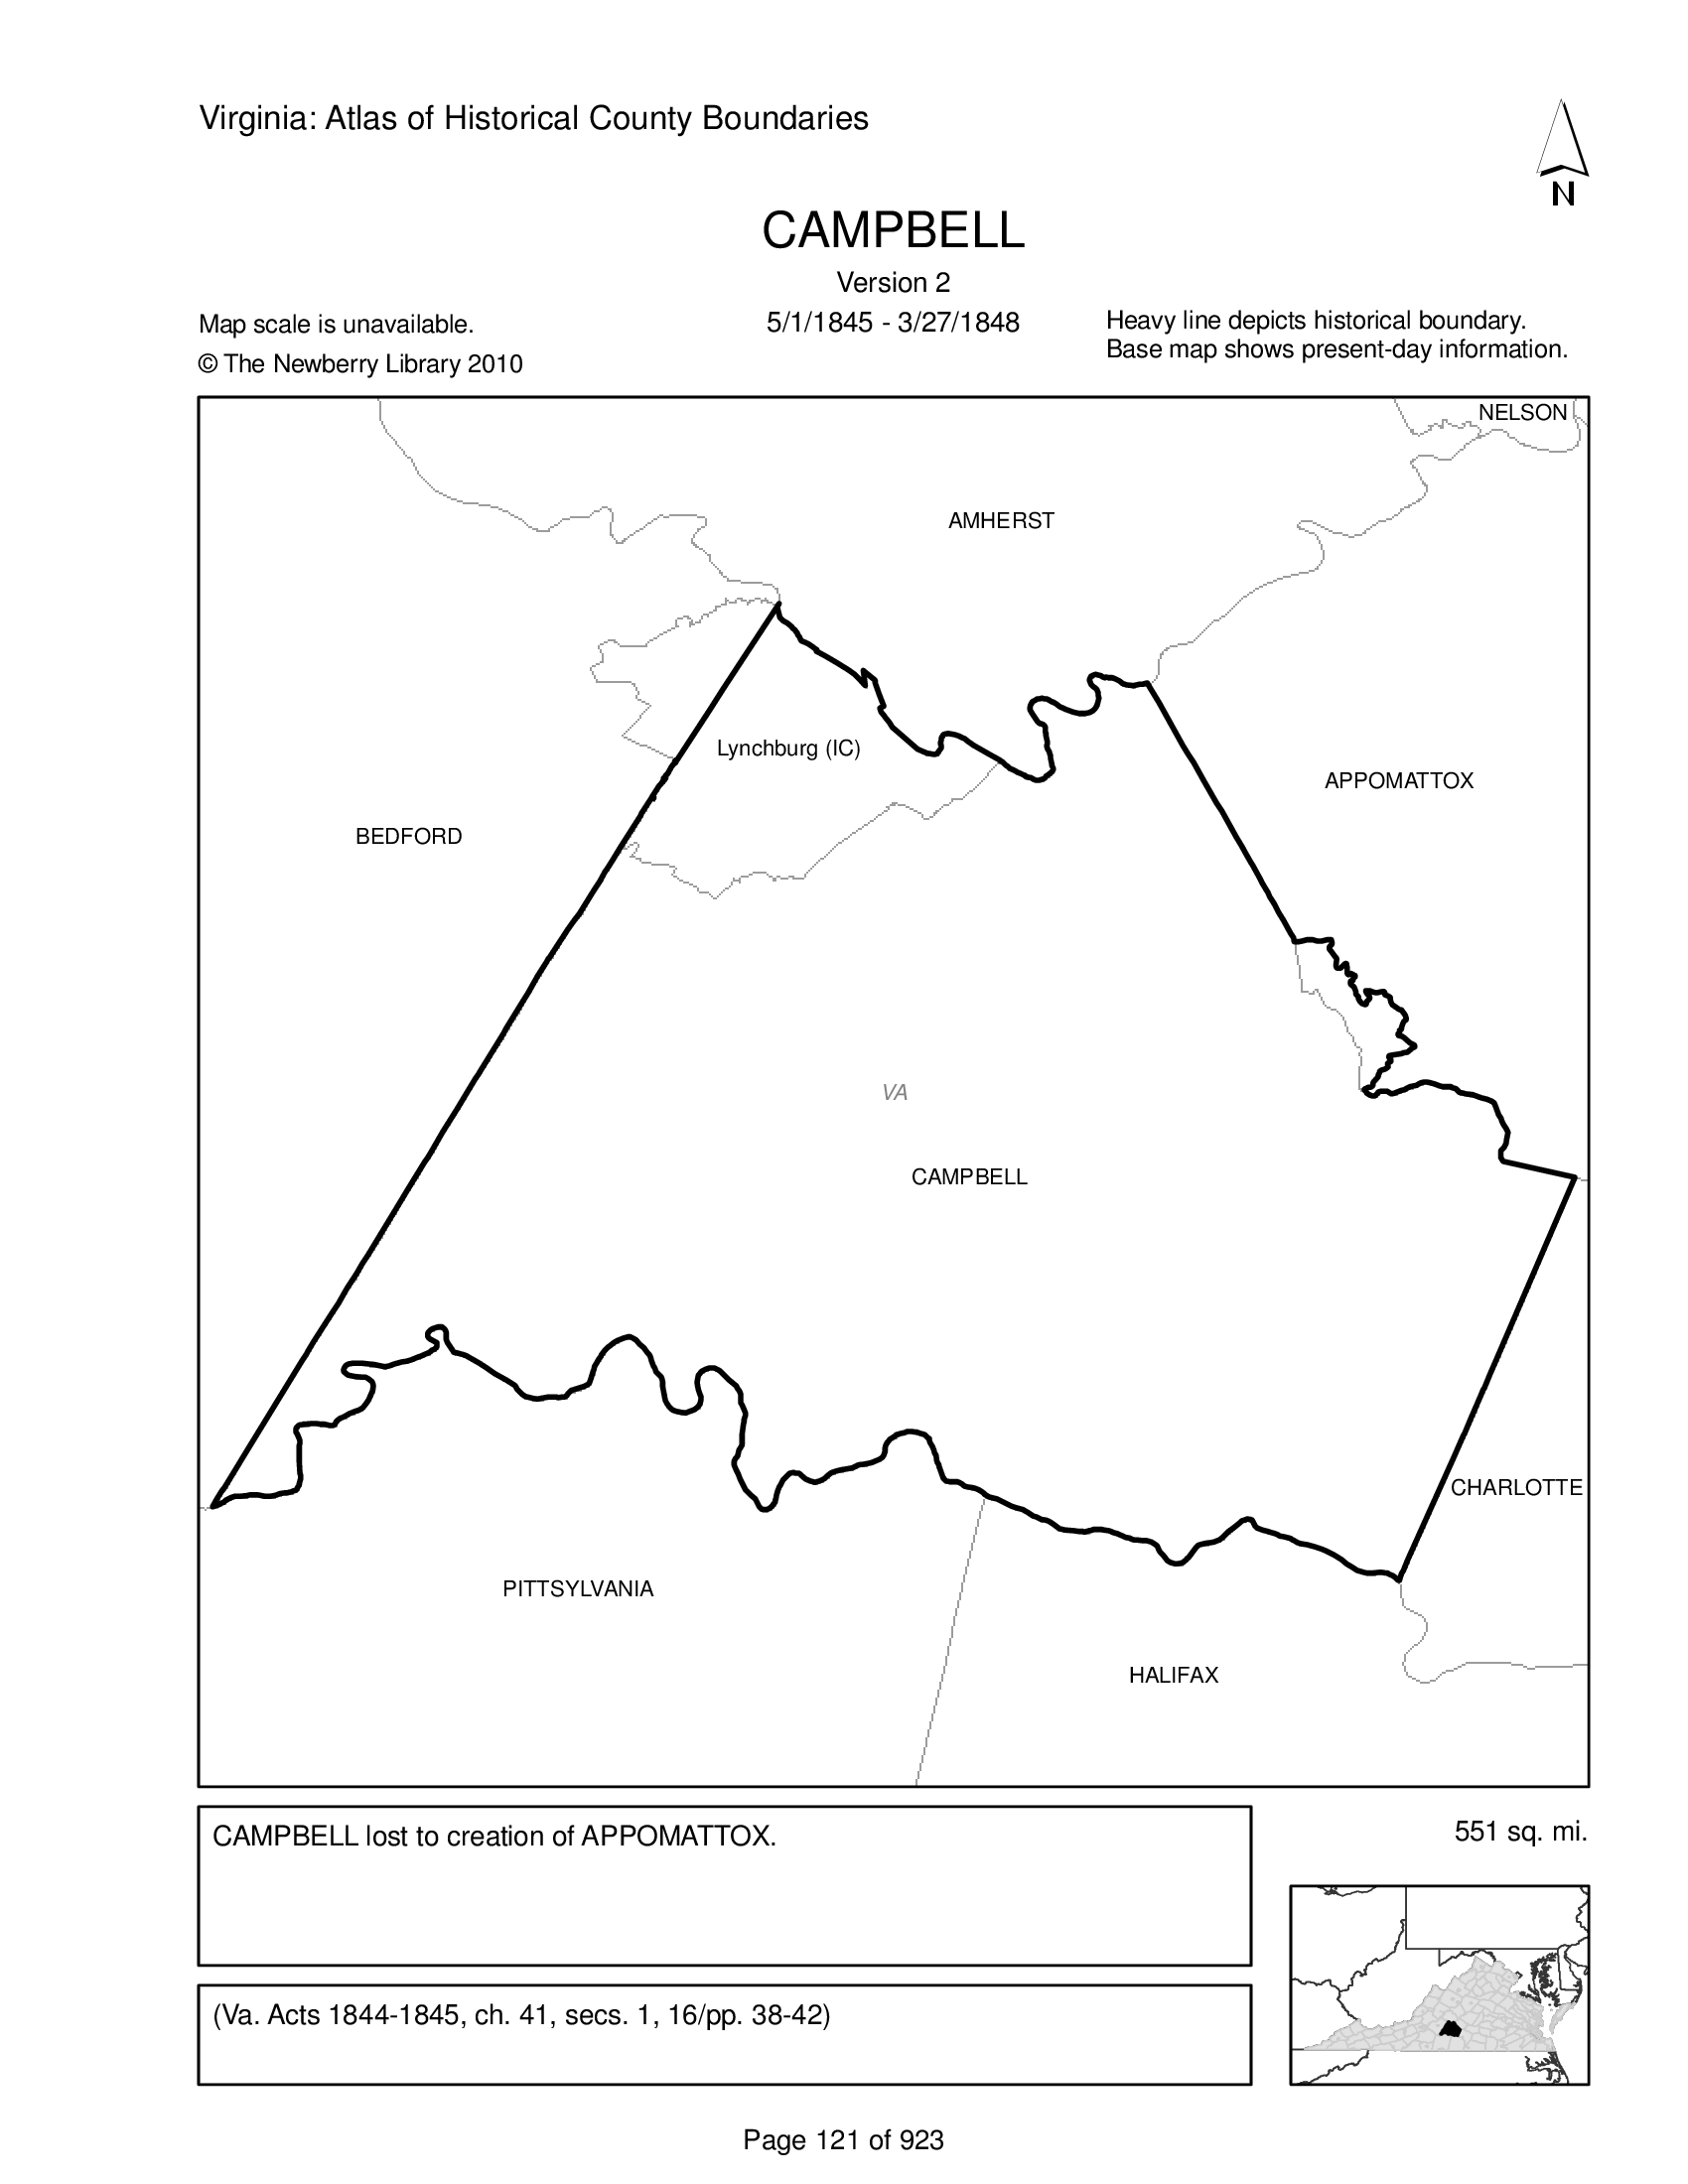 Virginia: Atlas of Historical County Boundaries
N
CAMPBELL
Version 2
5/1/1845 - 3/27/1848
Map scale is unavailable.
© The Newberry Library 2010
Heavy line depicts historical boundary.
Base map shows present-day information.
NELSON
AMHERST
Lynchburg (IC)
APPOMATTOX
BEDFORD
VA
CAMPBELL
CHARLOTTE
PITTSYLVANIA
HALIFAX
CAMPBELL lost to creation of APPOMATTOX.
551 sq. mi.
(Va. Acts 1844-1845, ch. 41, secs. 1, 16/pp. 38-42)
Page 121 of 923